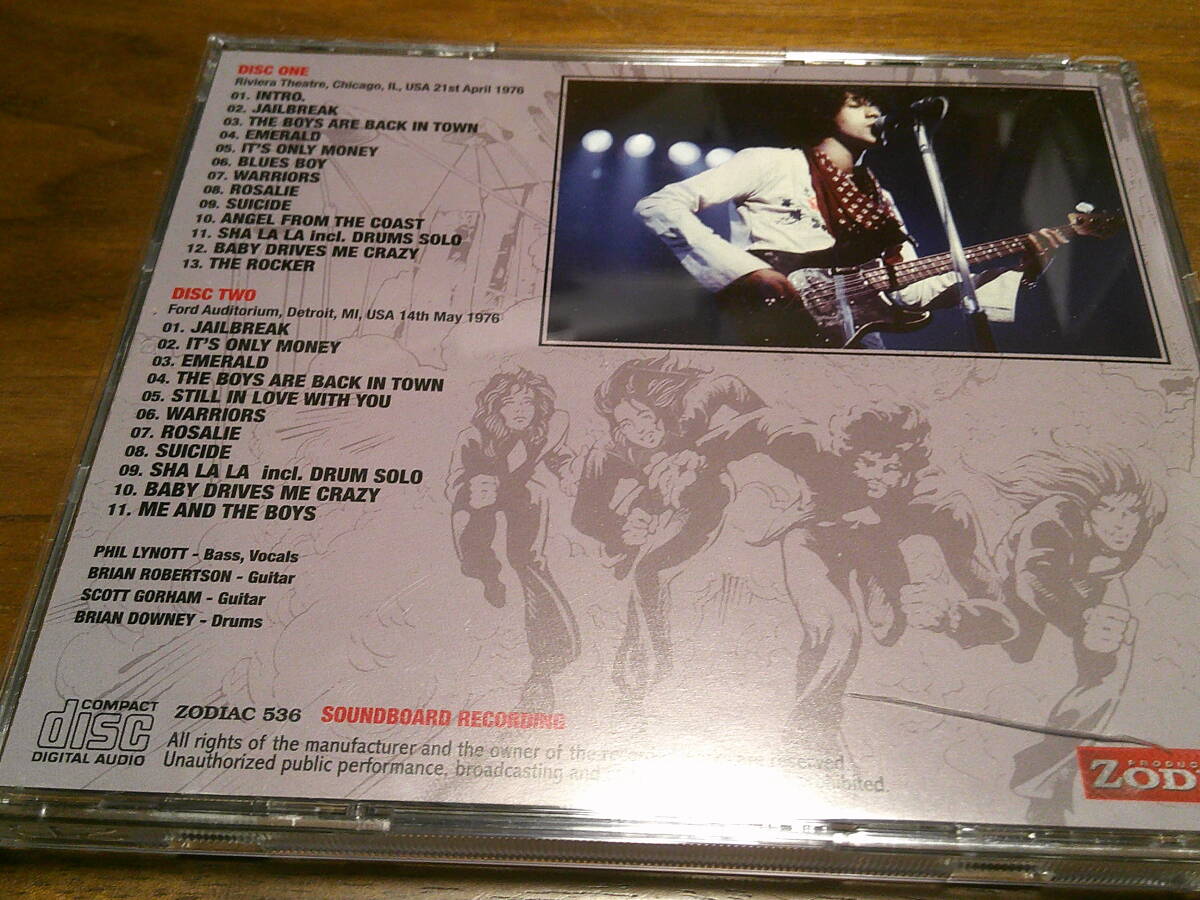 DISC ONE
Riviera Theatre, Chicago, IL, USA 21st April 1976
01. INTRO.
02. JAILBREAK
03. THE BOYS ARE BACK IN TOWN
04. EMERALD
05. IT'S ONLY MONEY
06. BLUES BOY
07. WARRIORS
08. ROSALIE
09. SUICIDE
10. ANGEL FROM THE COAST
11. SHA LA LA incl. DRUMS SOLO
12. BABY DRIVES ME CRAZY
13. THE ROCKER
DISC TWO
Ford Auditorium, Detroit, MI, USA 14th May 1976
01. JAILBREAK
02. IT'S ONLY MONEY
03. EMERALD
04. THE BOYS ARE BACK IN TOWN
05. STILL IN LOVE WITH YOU
06. WARRIORS
07. ROSALIE
08. SUICIDE
09. SHA LA LA incl. DRUM SOLO
10. BABY DRIVES ME CRAZY
11. ME AND THE BOYS
PHIL LYNOTT - Bass, Vocals
BRIAN ROBERTSON - Guitar
SCOTT GORHAM - Guitar
BRIAN DOWNEY - Drums
COMPACT
disc
DIGITAL AUDIO
ZODIAC 536 SOUNDBOARD RECORDING
All rights of the manufacturer and the owner of the are reserved
Unauthorized public performance, broadcasting and
ZOD